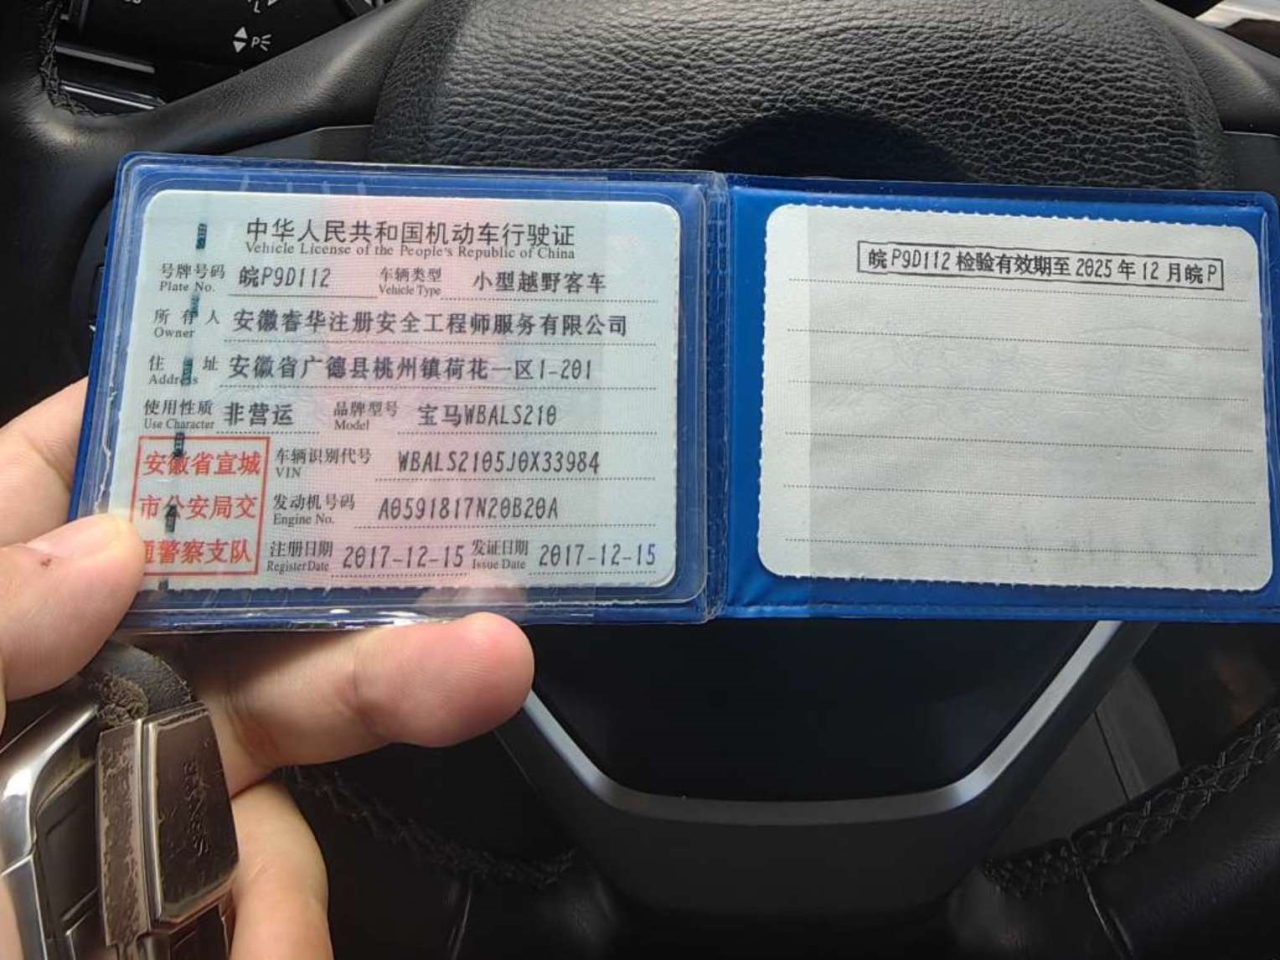 P
中华人民共和国机动车行驶证
Vehicle License of the People's Republic of China
号牌号码 皖P9D112 车辆类型 小型越野客车
Plate No. Vehicle Type
所有人 安徽睿华注册安全工程师服务有限公司
Owner
住址 安徽省广德县桃州镇荷花一区1-201
Address
使用性质 非营运 品牌型号 宝马WBALS210
Use Character Model
安徽省宣城
市公安局交
通警察支队
车辆识别代号 WBALS2105J0X33984
VIN
发动机号码 A0591817N20B20A
Engine No.
注册日期 2017-12-15 发证日期 2017-12-15
Register Date Issue Date
皖P9D112 检验有效期至2025年12月皖P